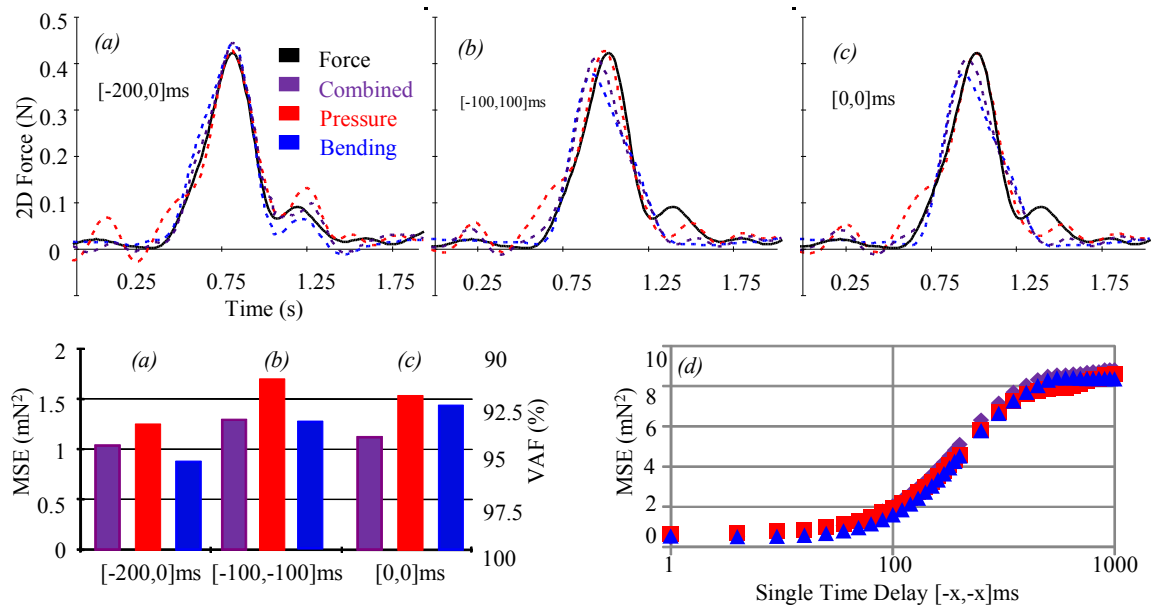 0.5
0.4
0.3
0.2
0.1
0
2D Force (N)
(a)
[-200,0]ms
Force
Combined
Pressure
Bending
0.25
0.75
1.25
1.75
Time (s)
(b)
[-100,100]ms
0.25
0.75
1.25
1.75
(c)
[0,0]ms
0.25
0.75
1.25
1.75
2
1.5
1
0.5
0
MSE (mN²)
(a)
(b)
(c)
90
92.5
95
97.5
100
VAF (%)
[-200,0]ms
[-100,-100]ms
[0,0]ms
10
8
6
4
2
0
MSE (mN²)
(d)
1
100
1000
Single Time Delay [-x,-x]ms